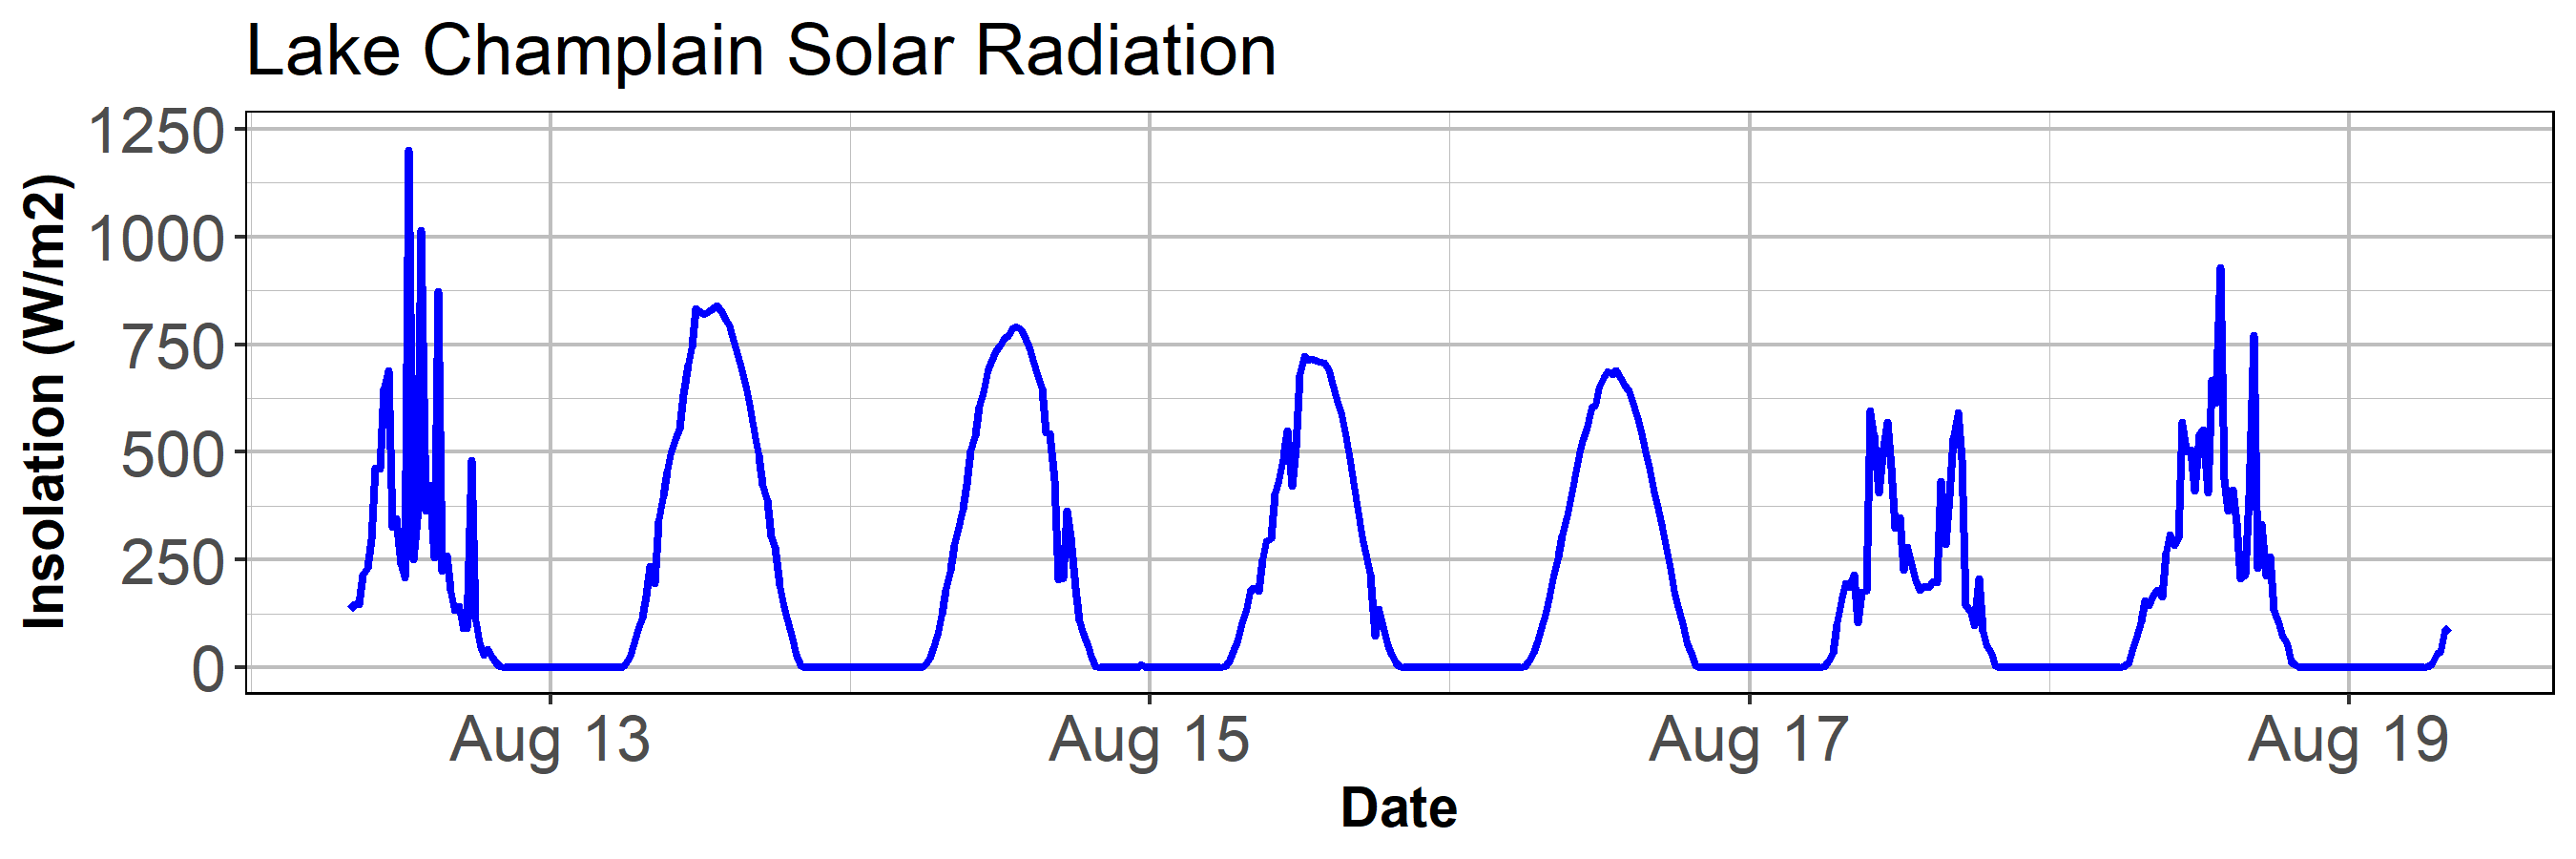 Lake Champlain Solar Radiation
1250
1000
750
500
250
0
Insolation (W/m2)
Aug 13 Aug 15 Aug 17 Aug 19
Date